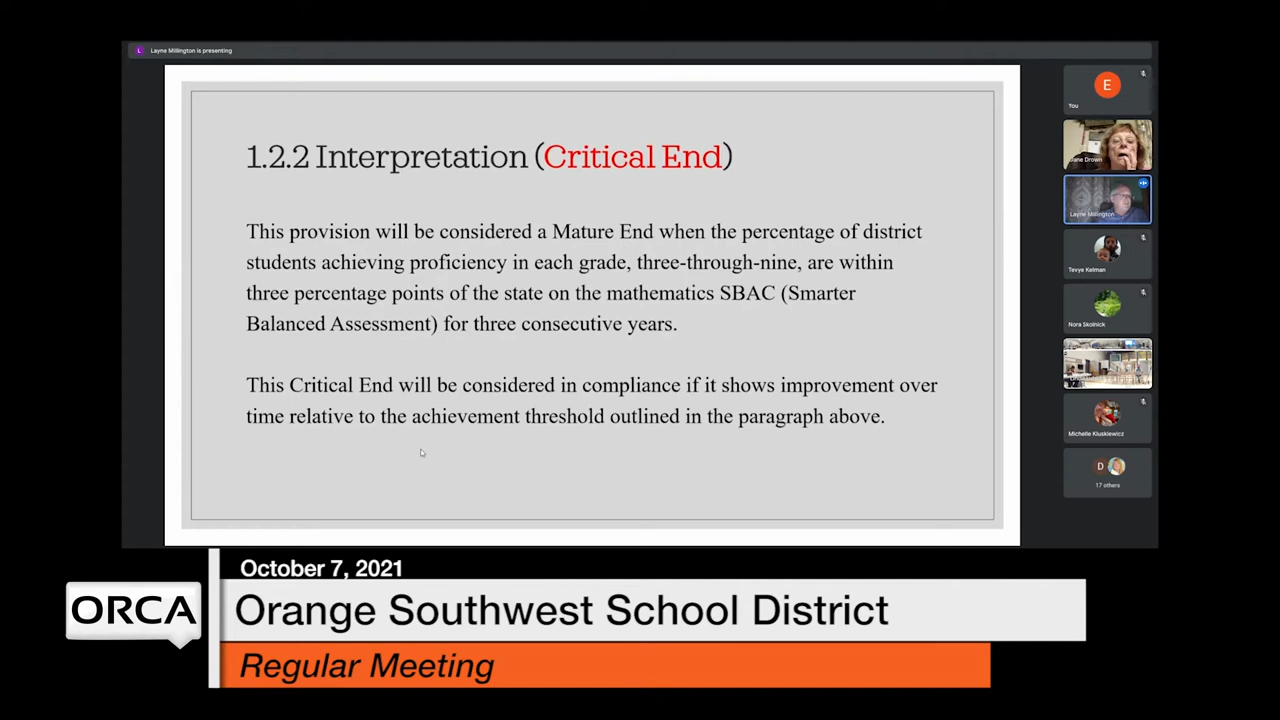 L
Layne Millington is presenting
1.2.2 Interpretation (Critical End)
This provision will be considered a Mature End when the percentage of district
students achieving proficiency in each grade, three-through-nine, are within
three percentage points of the state on the mathematics SBAC (Smarter
Balanced Assessment) for three consecutive years.
This Critical End will be considered in compliance if it shows improvement over
time relative to the achievement threshold outlined in the paragraph above.
E
You
Jane Drown
Layne Millington
Tevye Kelman
Nora Skolnick
Michelle Kluskiewicz
D
17 others
October 7, 2021
ORCA
Orange Southwest School District
Regular Meeting